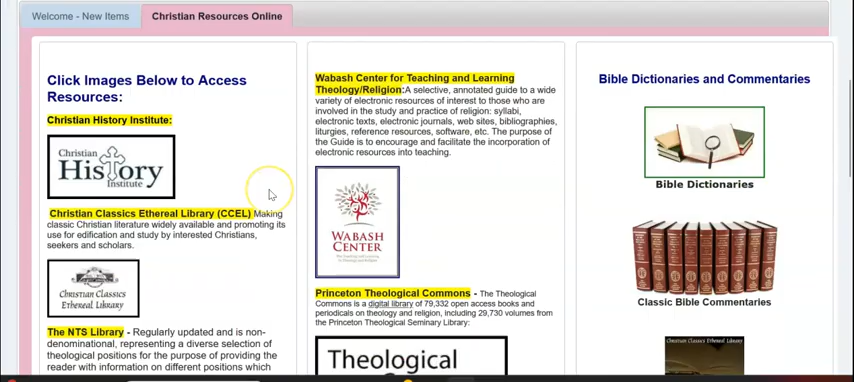 Welcome - New Items
Christian Resources Online
Click Images Below to Access
Resources:
Christian History Institute:
Christian
History
Institute
Christian Classics Ethereal Library (CCEL) Making
classic Christian literature widely available and promoting its
use for edification and study by interested Christians,
seekers and scholars.
Christian Classics
Ethereal Library
The NTS Library - Regularly updated and is non-
denominational, representing a diverse selection of
theological positions for the purpose of providing the
reader with information on different positions which
Wabash Center for Teaching and Learning
Theology/Religion:A selective, annotated guide to a wide
variety of electronic resources of interest to those who are
involved in the study and practice of religion: syllabi,
electronic texts, electronic journals, web sites, bibliographies,
liturgies, reference resources, software, etc. The purpose of
the Guide is to encourage and facilitate the incorporation of
electronic resources into teaching.
WABASH
CENTER
Princeton Theological Commons - The Theological
Commons is a digital library of 79,332 open access books and
periodicals on theology and religion, including 29,730 volumes from
the Princeton Theological Seminary Library:
Theological
Bible Dictionaries and Commentaries
Bible Dictionaries
Classic Bible Commentaries
Christian Classics Ethereal Library